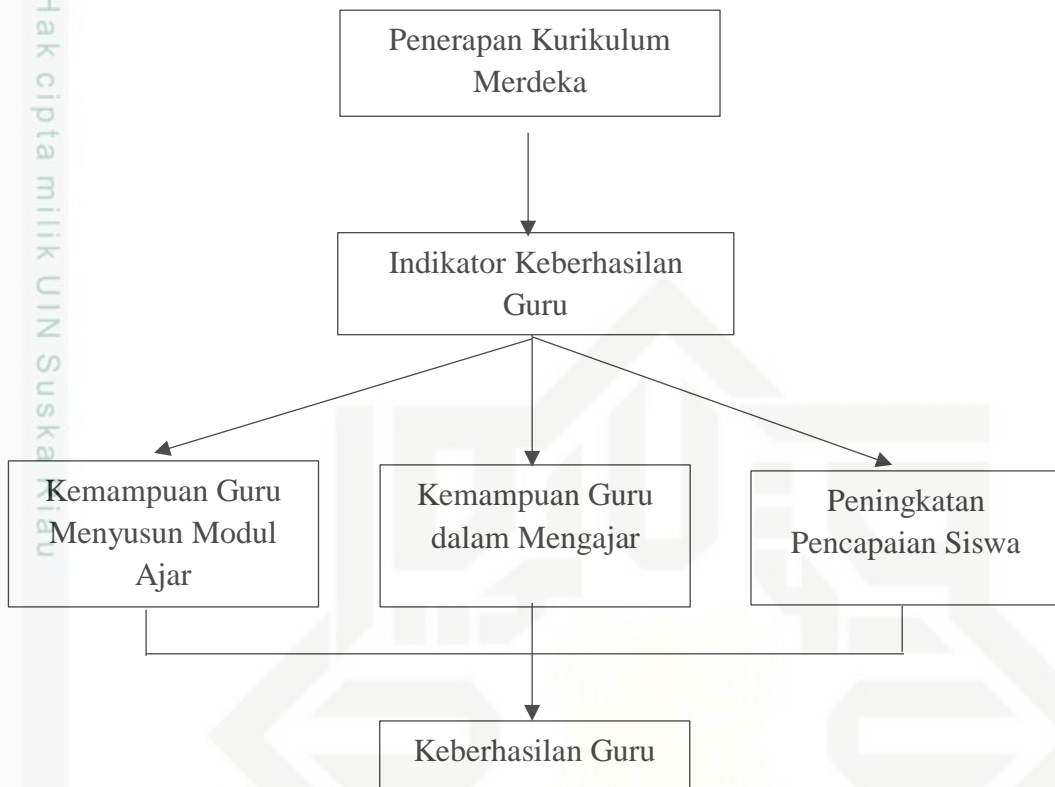 Hak cipta milik UIN Suska Riau
Penerapan Kurikulum
Merdeka
Indikator Keberhasilan
Guru
Kemampuan Guru
Menyusun Modul
Ajar
Kemampuan Guru
dalam Mengajar
Peningkatan
Pencapaian Siswa
Keberhasilan Guru